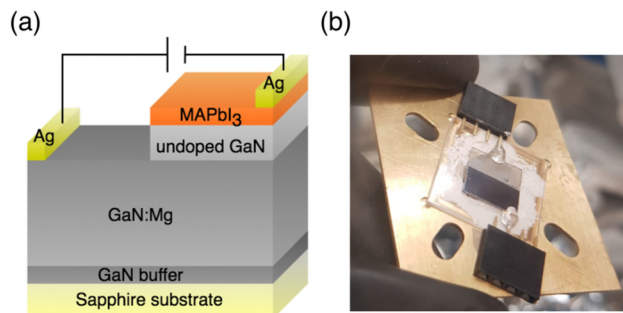 (a)
(b)
Ag
Ag
MAPbI₃
undoped GaN
GaN:Mg
GaN buffer
Sapphire substrate